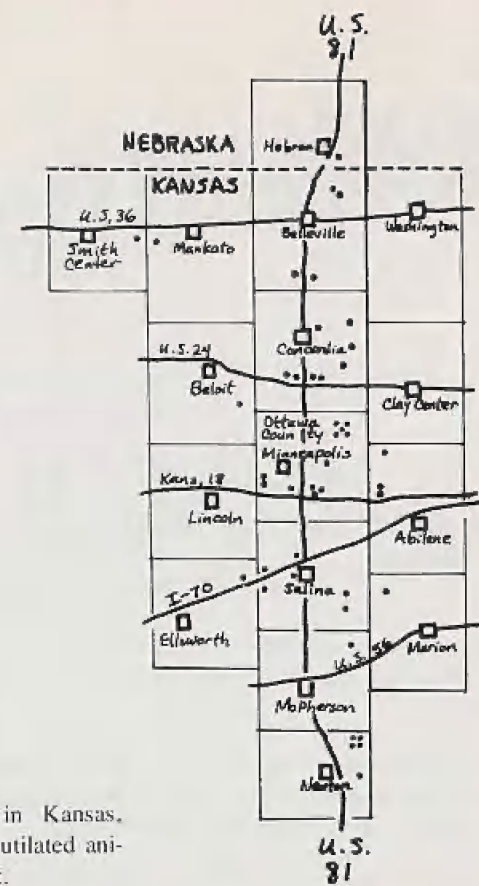 U.S.
81
NEBRASKA
Hebron
KANSAS
U.S. 36
Smith
Center
Mankato
Belleville
Washington
U.S. 24
Concordia
Beloit
Clay Center
Ottawa
County
Minneapolis
Kans. 18
Lincoln
Abilene
I-70
Salina
Ellsworth
Marion
U.S. 56
McPherson
Newton
in Kansas.
utilated ani-
U.S.
81